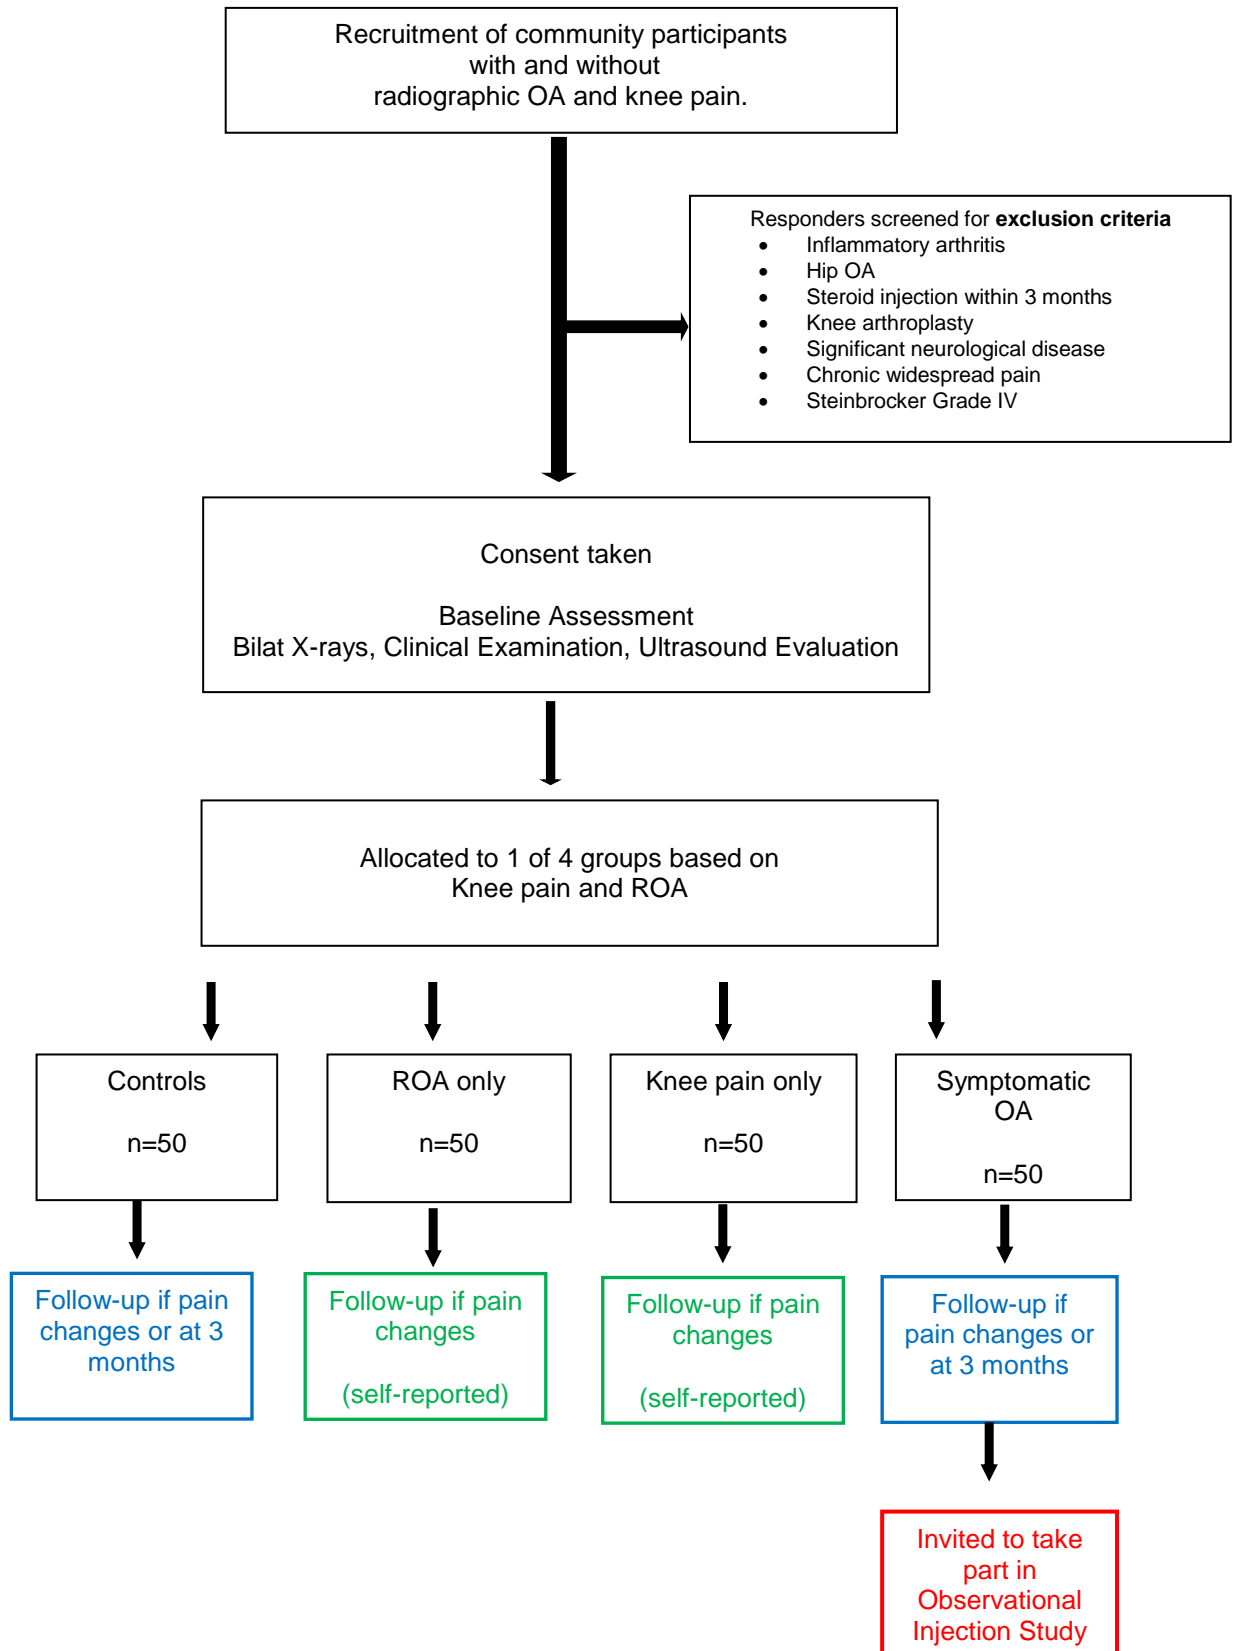 Recruitment of community participants
with and without
radiographic OA and knee pain.
Responders screened for exclusion criteria
• Inflammatory arthritis
• Hip OA
• Steroid injection within 3 months
• Knee arthroplasty
• Significant neurological disease
• Chronic widespread pain
• Steinbrocker Grade IV
Consent taken
Baseline Assessment
Bilat X-rays, Clinical Examination, Ultrasound Evaluation
Allocated to 1 of 4 groups based on
Knee pain and ROA
Controls
n=50
ROA only
n=50
Knee pain only
n=50
Symptomatic
OA
n=50
Follow-up if pain
changes or at 3
months
Follow-up if pain
changes
(self-reported)
Follow-up if pain
changes
(self-reported)
Follow-up if
pain changes or
at 3 months
Invited to take
part in
Observational
Injection Study